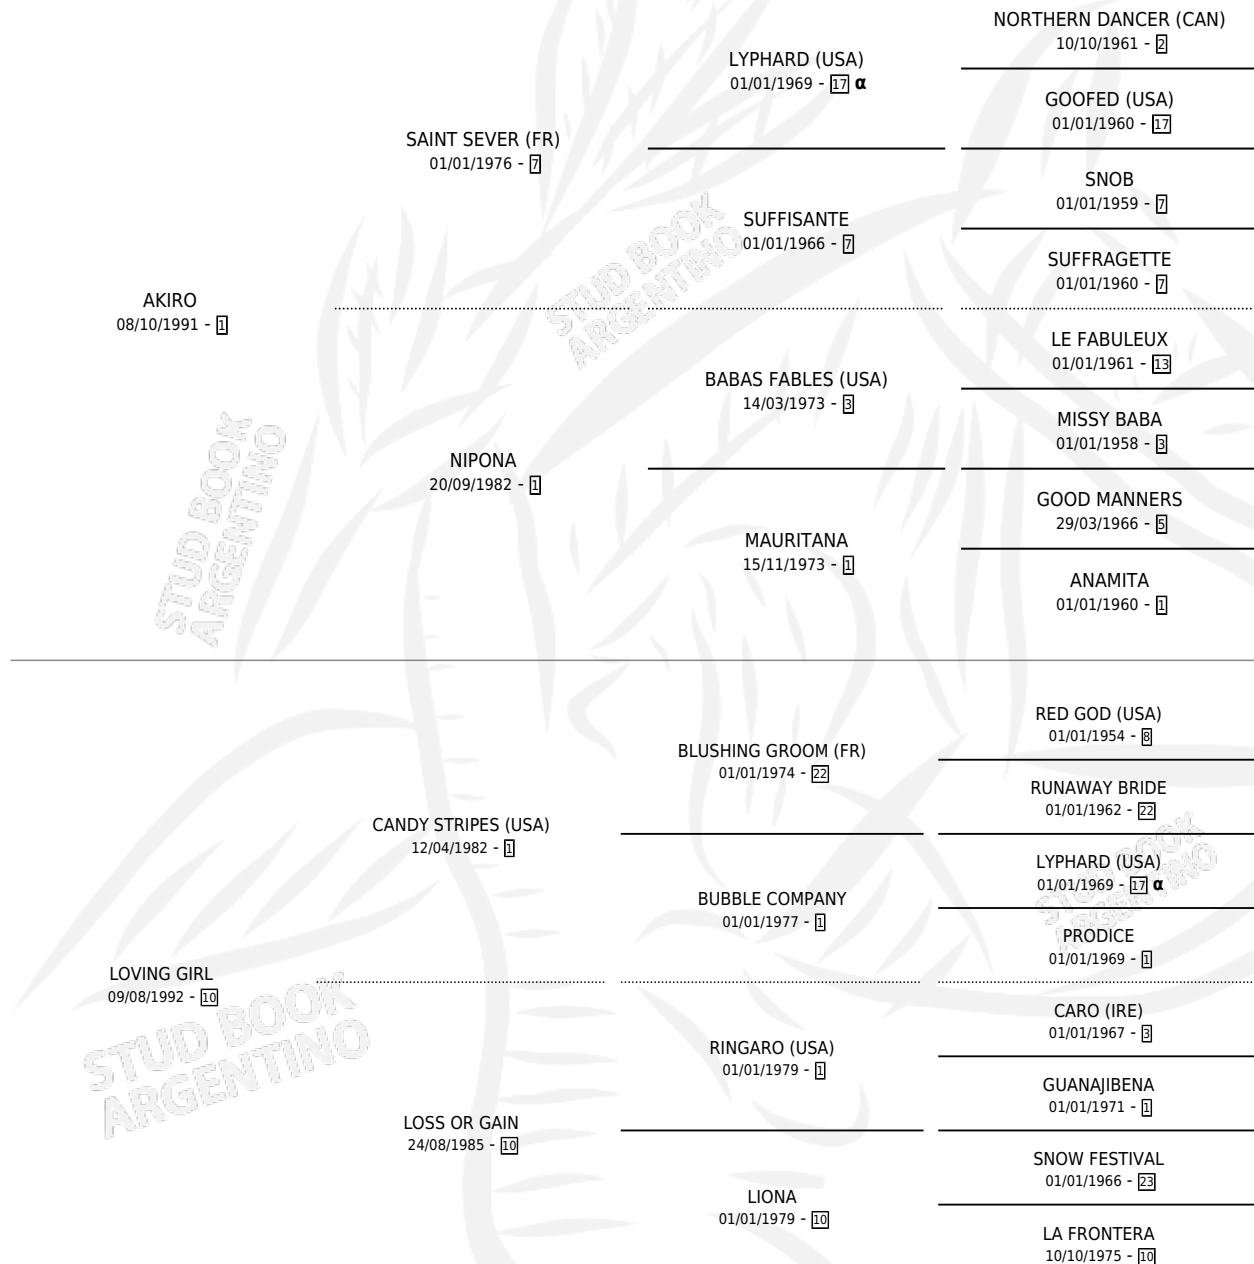 NORTHERN DANCER (CAN)
10/10/1961 - 2
LYPHARD (USA)
01/01/1969 - 17 α
GOOFED (USA)
01/01/1960 - 17
SAINT SEVER (FR)
01/01/1976 - 7
SNOB
01/01/1959 - 7
SUFFISANTE
01/01/1966 - 7
SUFFRAGETTE
01/01/1960 - 7
AKIRO
08/10/1991 - 1
LE FABULEUX
01/01/1961 - 13
BABAS FABLES (USA)
14/03/1973 - 3
MISSY BABA
01/01/1958 - 3
NIPONA
20/09/1982 - 1
GOOD MANNERS
29/03/1966 - 5
MAURITANA
15/11/1973 - 1
ANAMITA
01/01/1960 - 1
RED GOD (USA)
01/01/1954 - 8
BLUSHING GROOM (FR)
01/01/1974 - 22
RUNAWAY BRIDE
01/01/1962 - 22
CANDY STRIPES (USA)
12/04/1982 - 1
LYPHARD (USA)
01/01/1969 - 17 α
BUBBLE COMPANY
01/01/1977 - 1
PRODICE
01/01/1969 - 1
LOVING GIRL
09/08/1992 - 10
CARO (IRE)
01/01/1967 - 3
RINGARO (USA)
01/01/1979 - 1
GUANAJIBENA
01/01/1971 - 1
LOSS OR GAIN
24/08/1985 - 10
SNOW FESTIVAL
01/01/1966 - 23
LIONA
01/01/1979 - 10
LA FRONTERA
10/10/1975 - 10
STUD BOOK
ARGENTINO
STUD BOOK
ARGENTINO
STUD BOOK
ARGENTINO
STUD BOOK
ARGENTINO